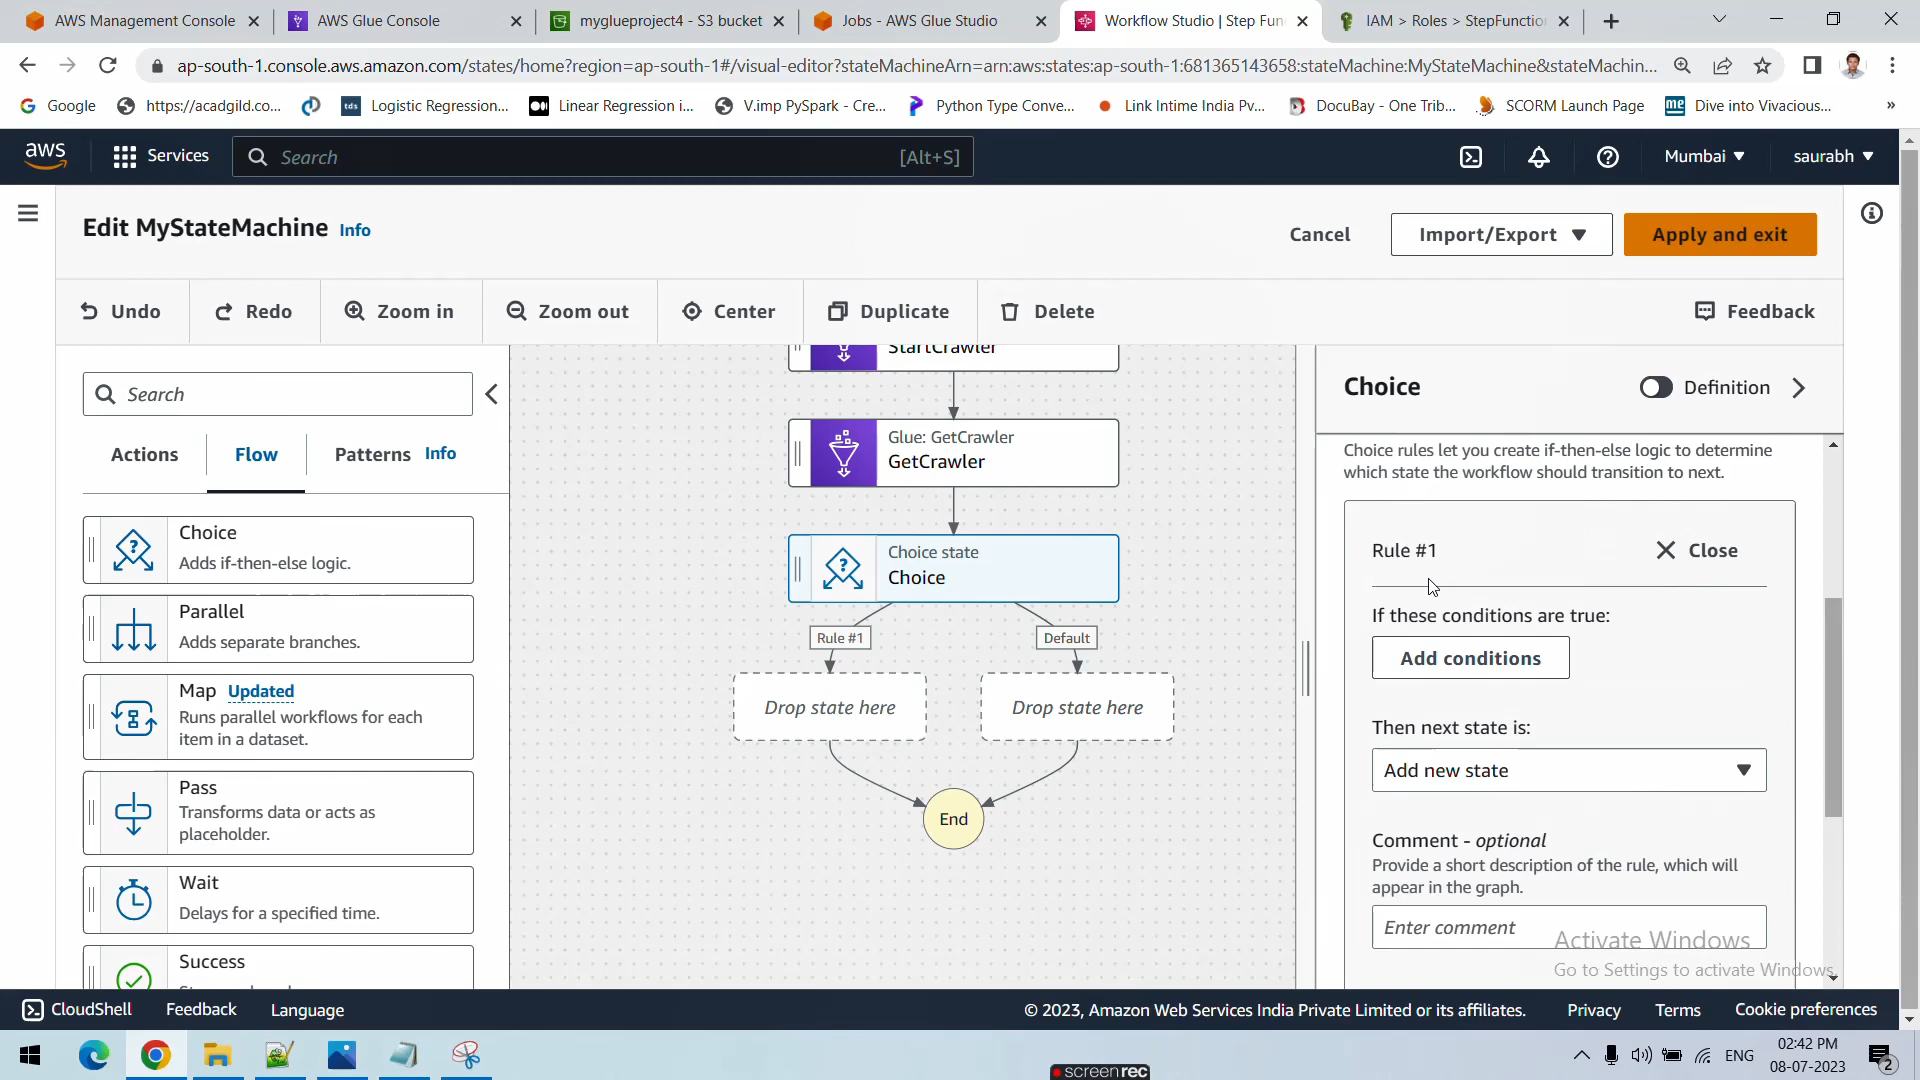 AWS Management Console
AWS Glue Console
myglueproject4 - S3 bucket
Jobs - AWS Glue Studio
Workflow Studio | Step Fun
IAM > Roles > StepFunctio
ap-south-1.console.aws.amazon.com/states/home?region=ap-south-1#/visual-editor?stateMachineArn=arn:aws:states:ap-south-1:681365143658:stateMachine:MyStateMachine&stateMachin...
Google
https://acadgild.co...
tds
Logistic Regression...
Linear Regression i...
V.imp PySpark - Cre...
Python Type Conve...
Link Intime India Pv...
DocuBay - One Trib...
SCORM Launch Page
me
Dive into Vivacious...
»
aws
Services
Search
[Alt+S]
Mumbai
saurabh
Edit MyStateMachine
Info
Cancel
Import/Export
Apply and exit
Undo
Redo
Zoom in
Zoom out
Center
Duplicate
Delete
Feedback
Search
Actions
Flow
Patterns
Info
Choice
Adds if-then-else logic.
Parallel
Adds separate branches.
Map Updated
Runs parallel workflows for each
item in a dataset.
Pass
Transforms data or acts as
placeholder.
Wait
Delays for a specified time.
Success
StartCrawler
Glue: GetCrawler
GetCrawler
Choice state
Choice
Rule #1
Default
Drop state here
Drop state here
End
Choice
Definition
Choice rules let you create if-then-else logic to determine
which state the workflow should transition to next.
Rule #1
Close
If these conditions are true:
Add conditions
Then next state is:
Add new state
Comment - optional
Provide a short description of the rule, which will
appear in the graph.
Enter comment
Activate Windows
Go to Settings to activate Windows.
CloudShell
Feedback
Language
© 2023, Amazon Web Services India Private Limited or its affiliates.
Privacy
Terms
Cookie preferences
ENG
02:42 PM
08-07-2023
2
screenrec